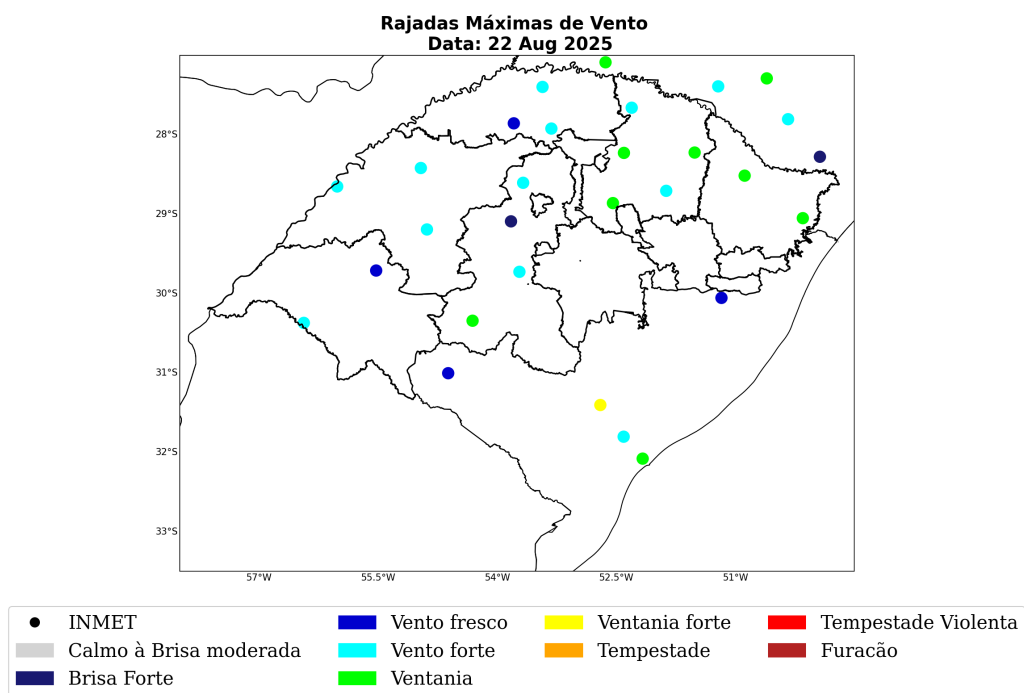 Rajadas Máximas de Vento
Data: 22 Aug 2025
28°S
29°S
30°S
31°S
32°S
33°S
57°W 55.5°W 54°W 52.5°W 51°W
INMET
Calmo à Brisa moderada
Brisa Forte
Vento fresco
Vento forte
Ventania
Ventania forte
Tempestade
Tempestade Violenta
Furacão